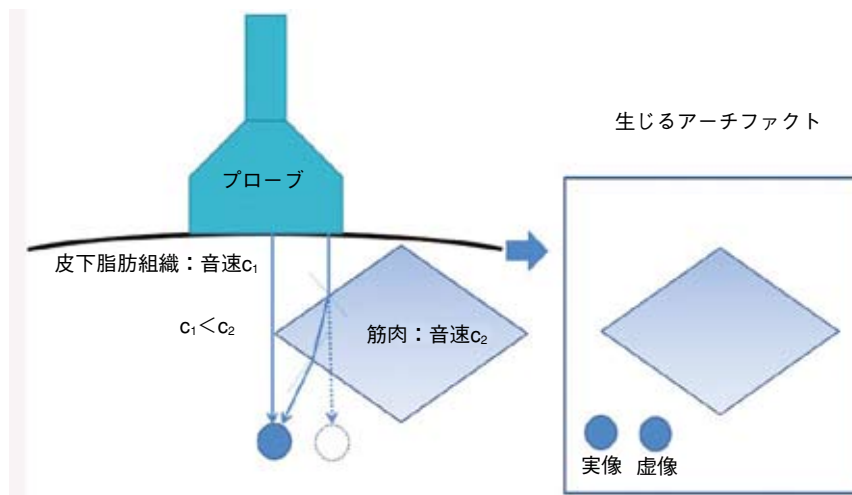 生じるアーチファクト
プローブ
皮下脂肪組織：音速c₁
c₁＜c₂
筋肉：音速c₂
実像
虚像